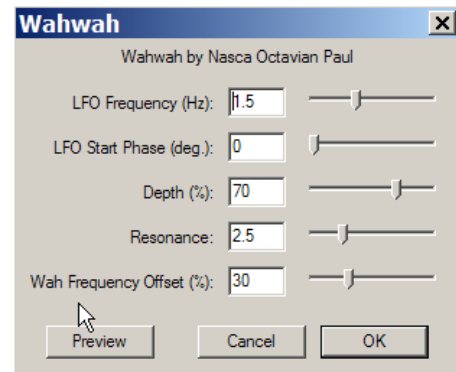 Wahwah
Wahwah by Nasca Octavian Paul
LFO Frequency (Hz): 1.5
LFO Start Phase (deg.): 0
Depth (%): 70
Resonance: 2.5
Wah Frequency Offset (%): 30
Preview Cancel OK